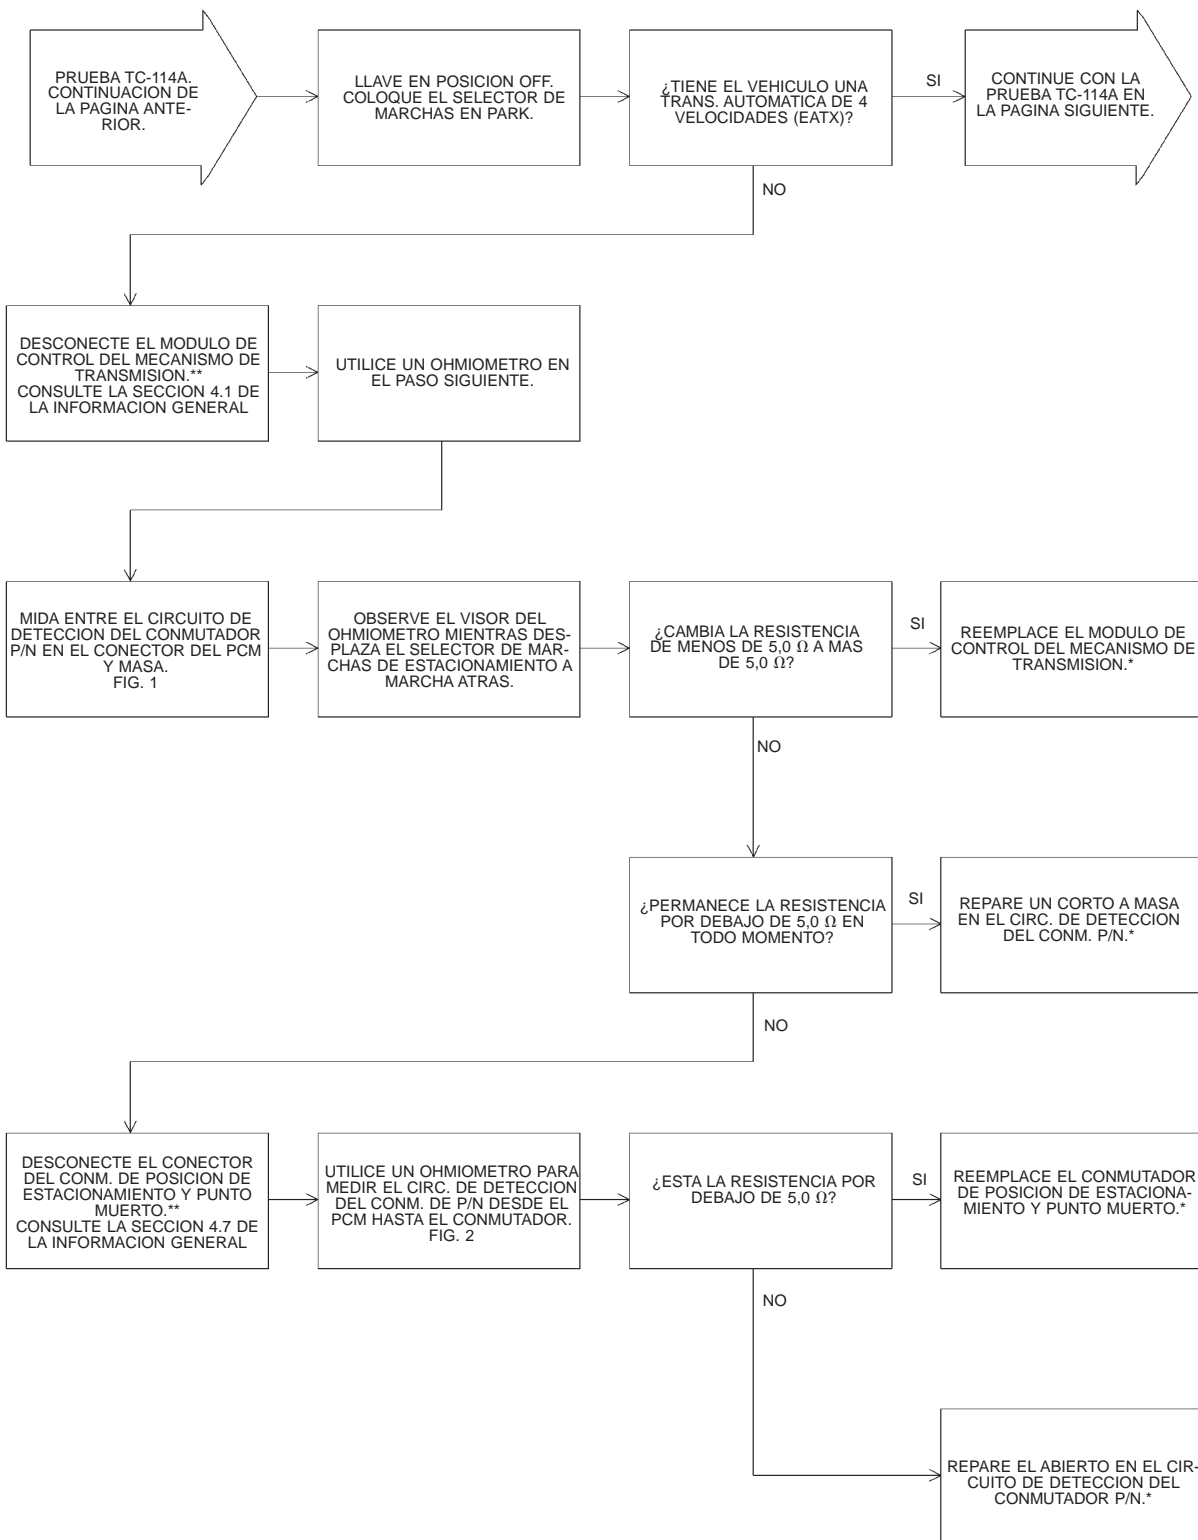 PRUEBA TC-114A.
CONTINUACION DE
LA PAGINA ANTE-
RIOR.
LLAVE EN POSICION OFF.
COLOQUE EL SELECTOR DE
MARCHAS EN PARK.
¿TIENE EL VEHICULO UNA
TRANS. AUTOMATICA DE 4
VELOCIDADES (EATX)?
SI
CONTINUE CON LA
PRUEBA TC-114A EN
LA PAGINA SIGUIENTE.
NO
DESCONECTE EL MODULO DE
CONTROL DEL MECANISMO DE
TRANSMISION.**
CONSULTE LA SECCION 4.1 DE
LA INFORMACION GENERAL
UTILICE UN OHMIOMETRO EN
EL PASO SIGUIENTE.
MIDA ENTRE EL CIRCUITO DE
DETECCION DEL CONMUTADOR
P/N EN EL CONECTOR DEL PCM
Y MASA.
FIG. 1
OBSERVE EL VISOR DEL
OHMIOMETRO MIENTRAS DES-
PLAZA EL SELECTOR DE MAR-
CHAS DE ESTACIONAMIENTO A
MARCHA ATRAS.
¿CAMBIA LA RESISTENCIA
DE MENOS DE 5,0 Ω A MAS
DE 5,0 Ω?
SI
REEMPLACE EL MODULO DE
CONTROL DEL MECANISMO DE
TRANSMISION.*
NO
¿PERMANECE LA RESISTENCIA
POR DEBAJO DE 5,0 Ω EN
TODO MOMENTO?
SI
REPARE UN CORTO A MASA
EN EL CIRC. DE DETECCION
DEL CONM. P/N.*
NO
DESCONECTE EL CONECTOR
DEL CONM. DE POSICION DE
ESTACIONAMIENTO Y PUNTO
MUERTO.**
CONSULTE LA SECCION 4.7 DE
LA INFORMACION GENERAL
UTILICE UN OHMIOMETRO PARA
MEDIR EL CIRC. DE DETECCION
DEL CONM. DE P/N DESDE EL
PCM HASTA EL CONMUTADOR.
FIG. 2
¿ESTA LA RESISTENCIA POR
DEBAJO DE 5,0 Ω?
SI
REEMPLACE EL CONMUTADOR
DE POSICION DE ESTACIONA-
MIENTO Y PUNTO MUERTO.*
NO
REPARE EL ABIERTO EN EL CIR-
CUITO DE DETECCION DEL
CONMUTADOR P/N.*